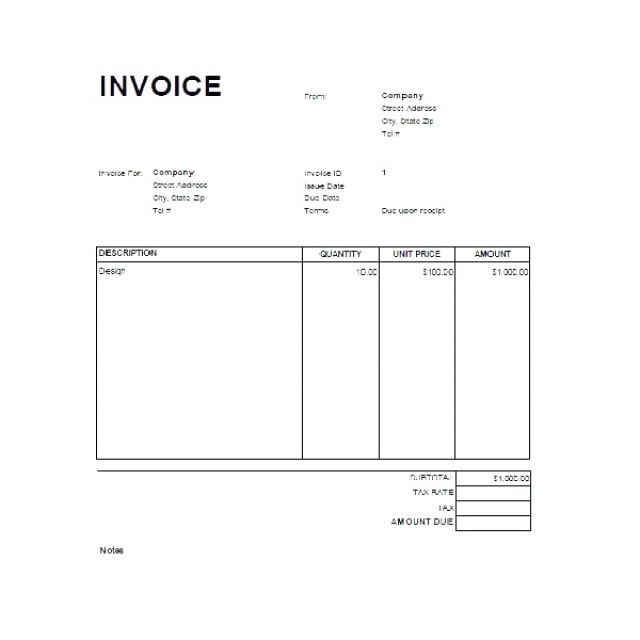 INVOICE
From: Company
Street Address
City, State Zip
Tel #
Invoice For: Company Invoice ID 1
Street Address Issue Date
City, State Zip Due Date
Tel # Terms Due upon receipt
DESCRIPTION QUANTITY UNIT PRICE AMOUNT
Design 10.00 $100.00 $1,000.00
SUBTOTAL $1,000.00
TAX RATE
TAX
AMOUNT DUE
Notes